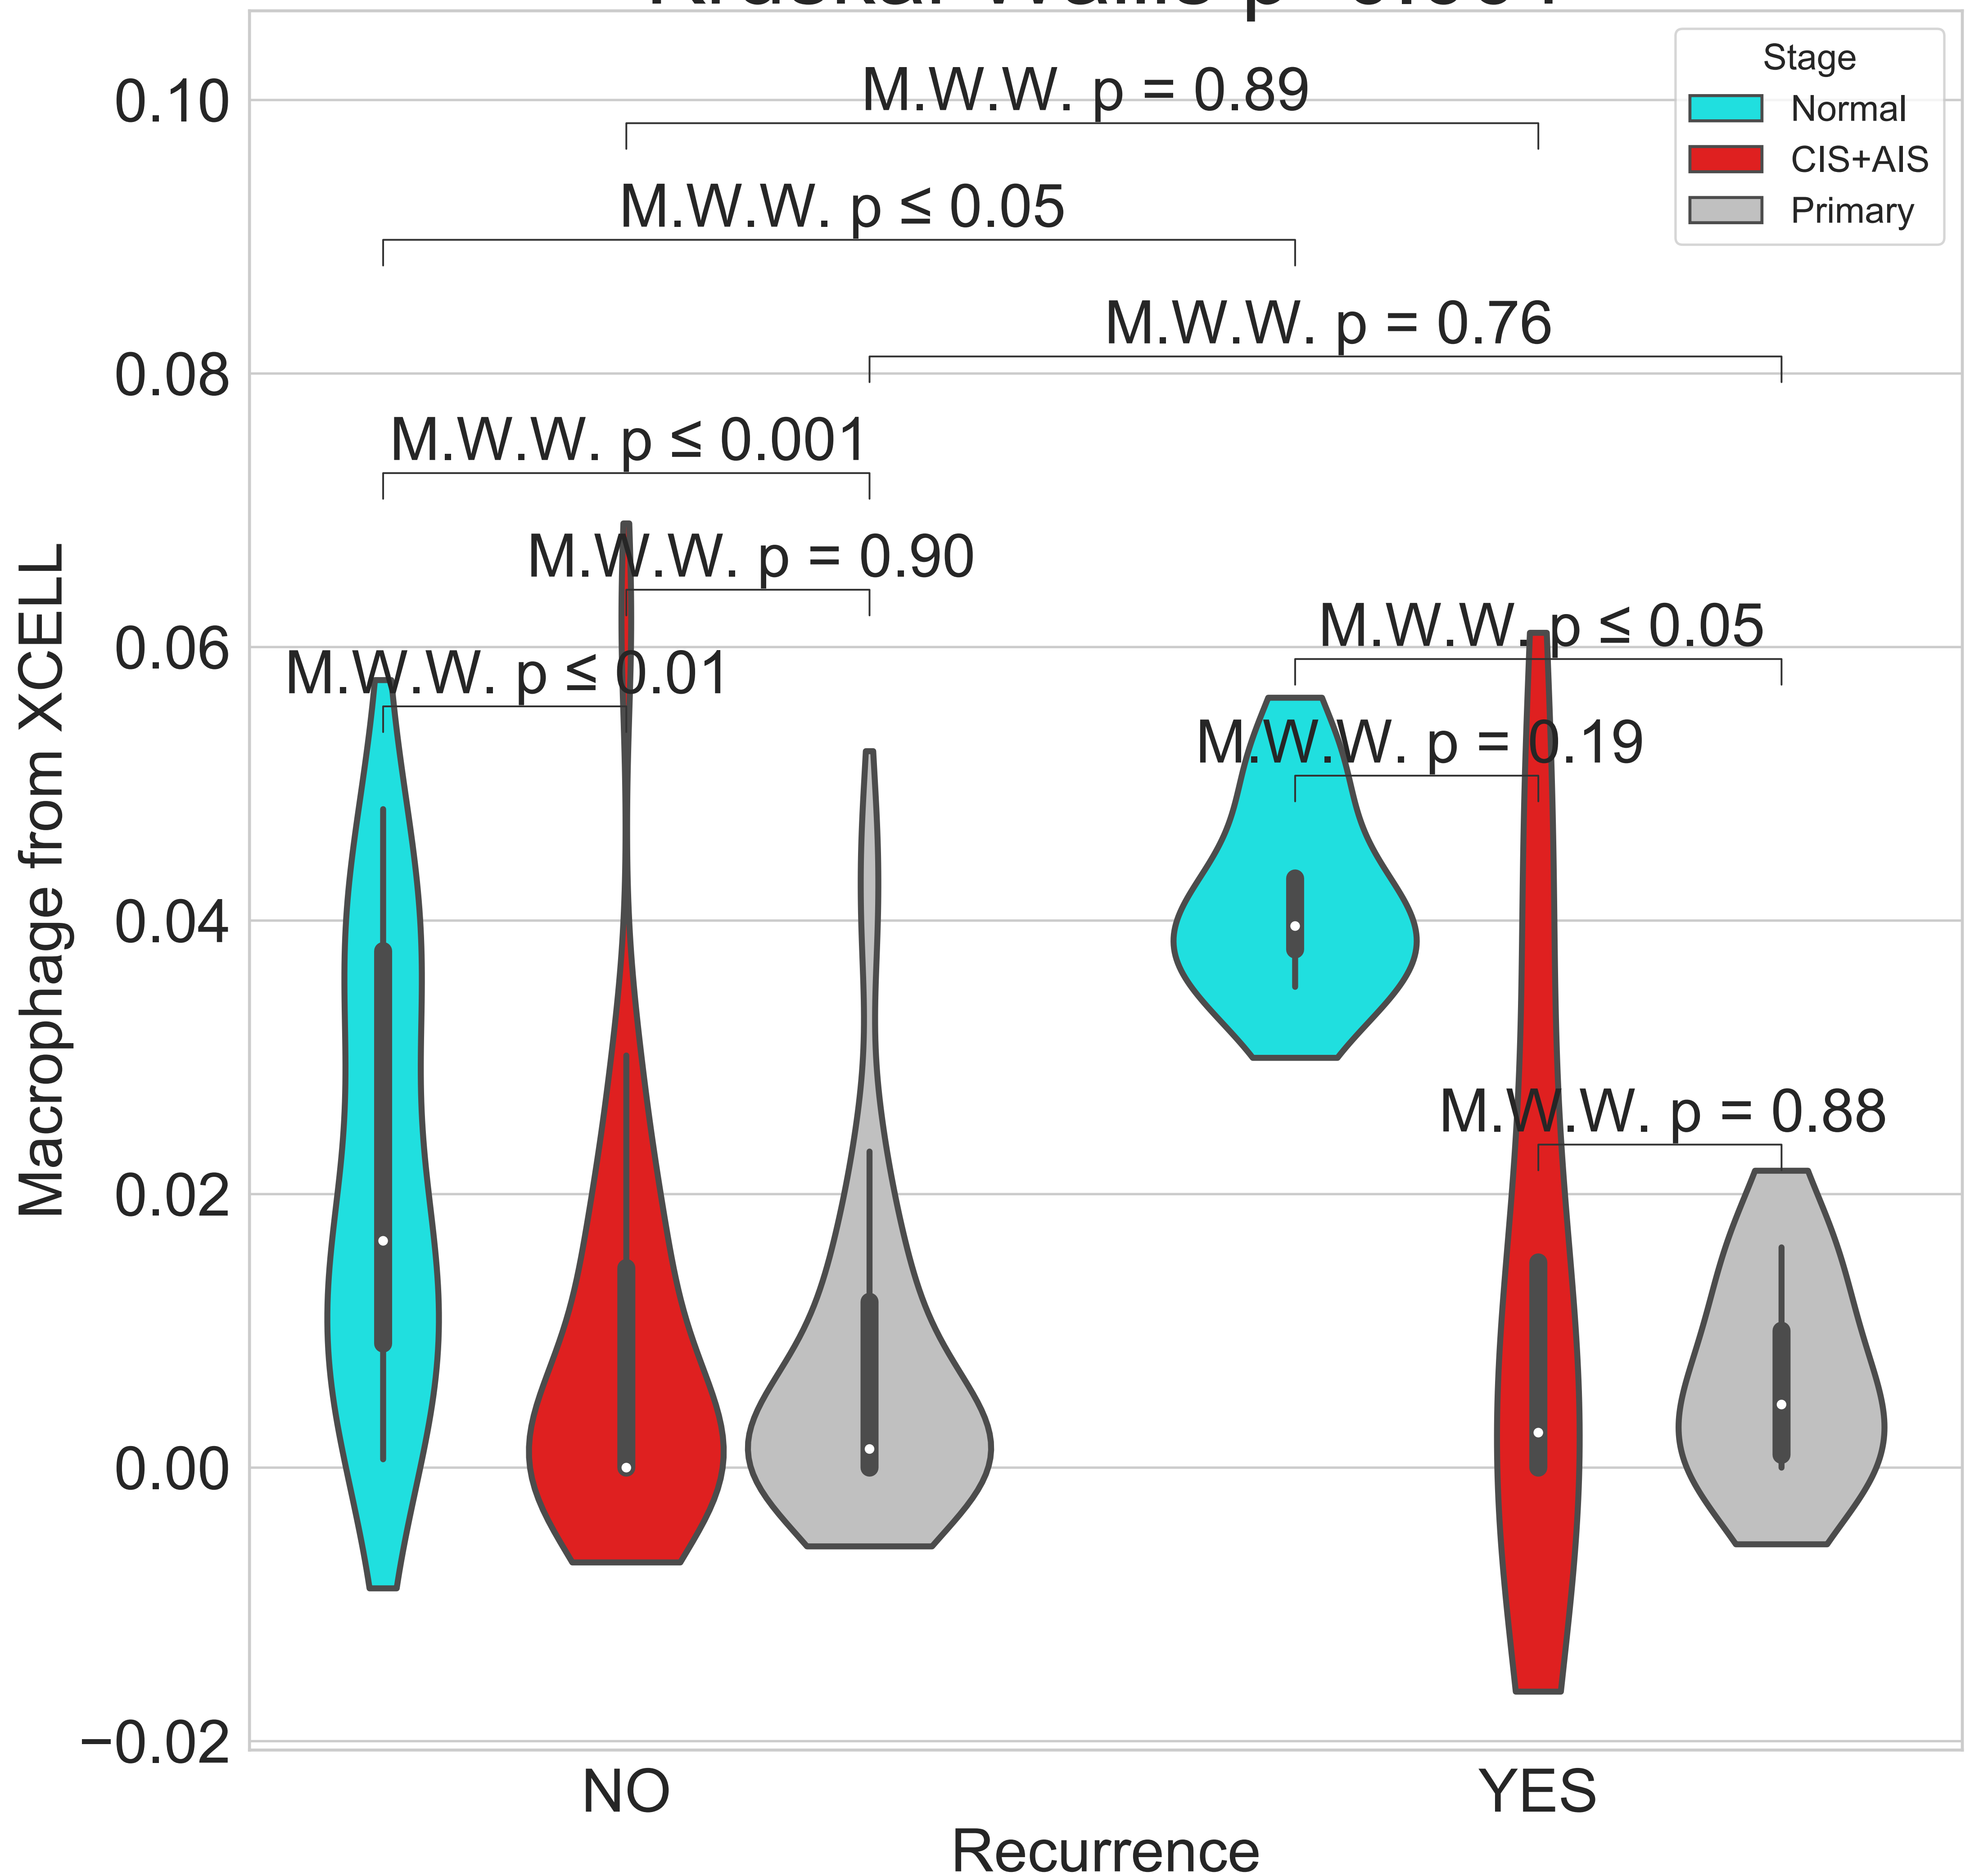 Stage
Normal
CIS+AIS
Primary
M.W.W. p = 0.89
M.W.W. p ≤ 0.05
M.W.W. p = 0.76
M.W.W. p ≤ 0.001
M.W.W. p = 0.90
M.W.W. p ≤ 0.01
M.W.W. p ≤ 0.05
M.W.W. p = 0.19
M.W.W. p = 0.88
0.10
0.08
0.06
0.04
0.02
0.00
−0.02
Macrophage from XCELL
NO
YES
Recurrence